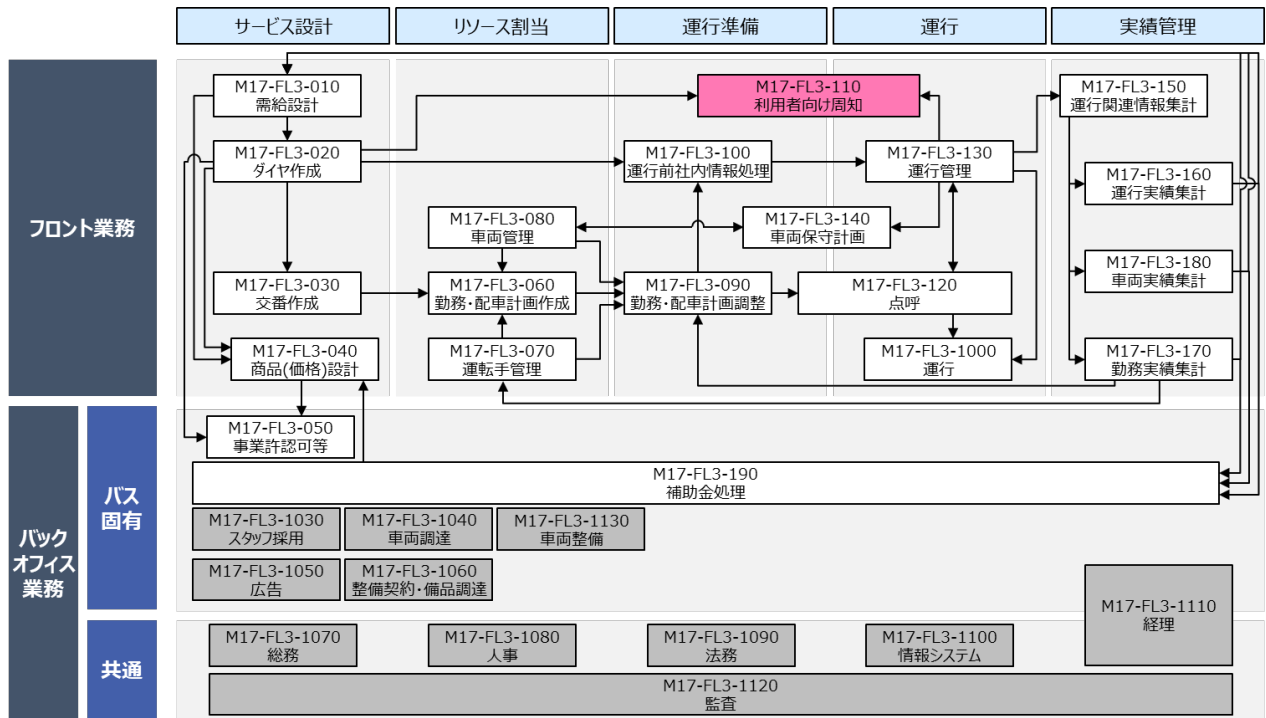 サービス設計
リソース割当
運行準備
運行
実績管理
フロント業務
M17-FL3-010
需給設計
M17-FL3-110
利用者向け周知
M17-FL3-150
運行関連情報集計
M17-FL3-020
ダイヤ作成
M17-FL3-100
運行前社内情報処理
M17-FL3-130
運行管理
M17-FL3-160
運行実績集計
M17-FL3-080
車両管理
M17-FL3-140
車両保守計画
M17-FL3-030
交番作成
M17-FL3-060
勤務・配車計画作成
M17-FL3-090
勤務・配車計画調整
M17-FL3-120
点呼
M17-FL3-180
車両実績集計
M17-FL3-040
商品(価格)設計
M17-FL3-070
運転手管理
M17-FL3-1000
運行
M17-FL3-170
勤務実績集計
バック
オフィス
業務
バス
固有
M17-FL3-050
事業許認可等
M17-FL3-190
補助金処理
M17-FL3-1030
スタッフ採用
M17-FL3-1040
車両調達
M17-FL3-1130
車両整備
M17-FL3-1050
広告
M17-FL3-1060
整備契約・備品調達
M17-FL3-1110
経理
共通
M17-FL3-1070
総務
M17-FL3-1080
人事
M17-FL3-1090
法務
M17-FL3-1100
情報システム
M17-FL3-1120
監査